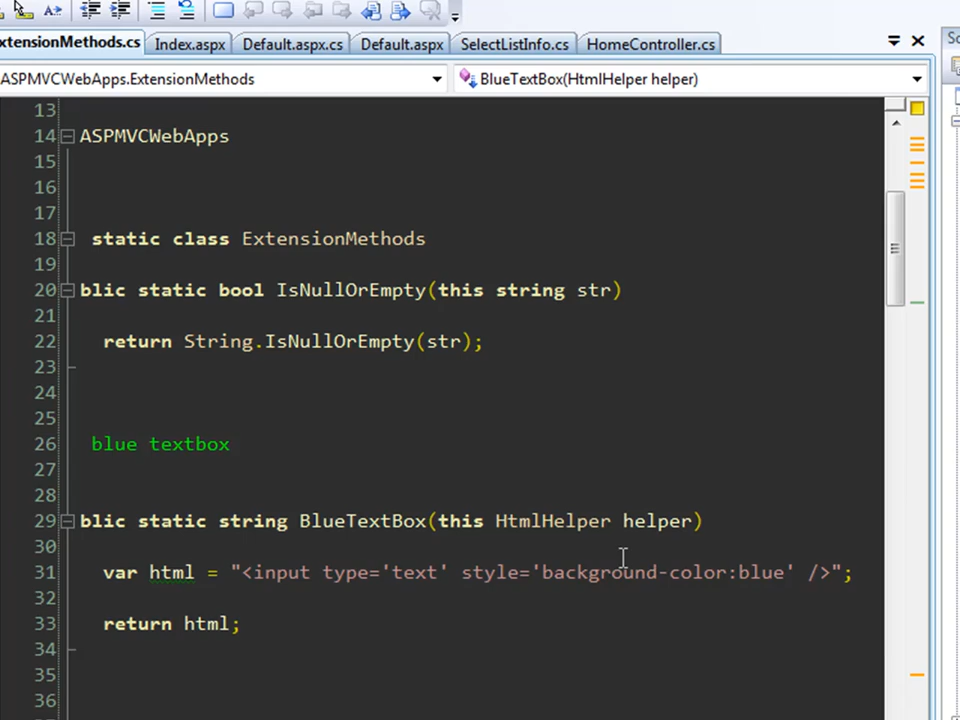 xtensionMethods.cs Index.aspx Default.aspx.cs Default.aspx SelectListInfo.cs HomeController.cs
ASPMVCWebApps.ExtensionMethods BlueTextBox(HtmlHelper helper)
13
14 ASPMVCWebApps
15
16
17
18 static class ExtensionMethods
19
20 blic static bool IsNullOrEmpty(this string str)
21
22 return String.IsNullOrEmpty(str);
23
24
25
26 blue textbox
27
28
29 blic static string BlueTextBox(this HtmlHelper helper)
30
31 var html = "<input type='text' style='background-color:blue' />";
32
33 return html;
34
35
36